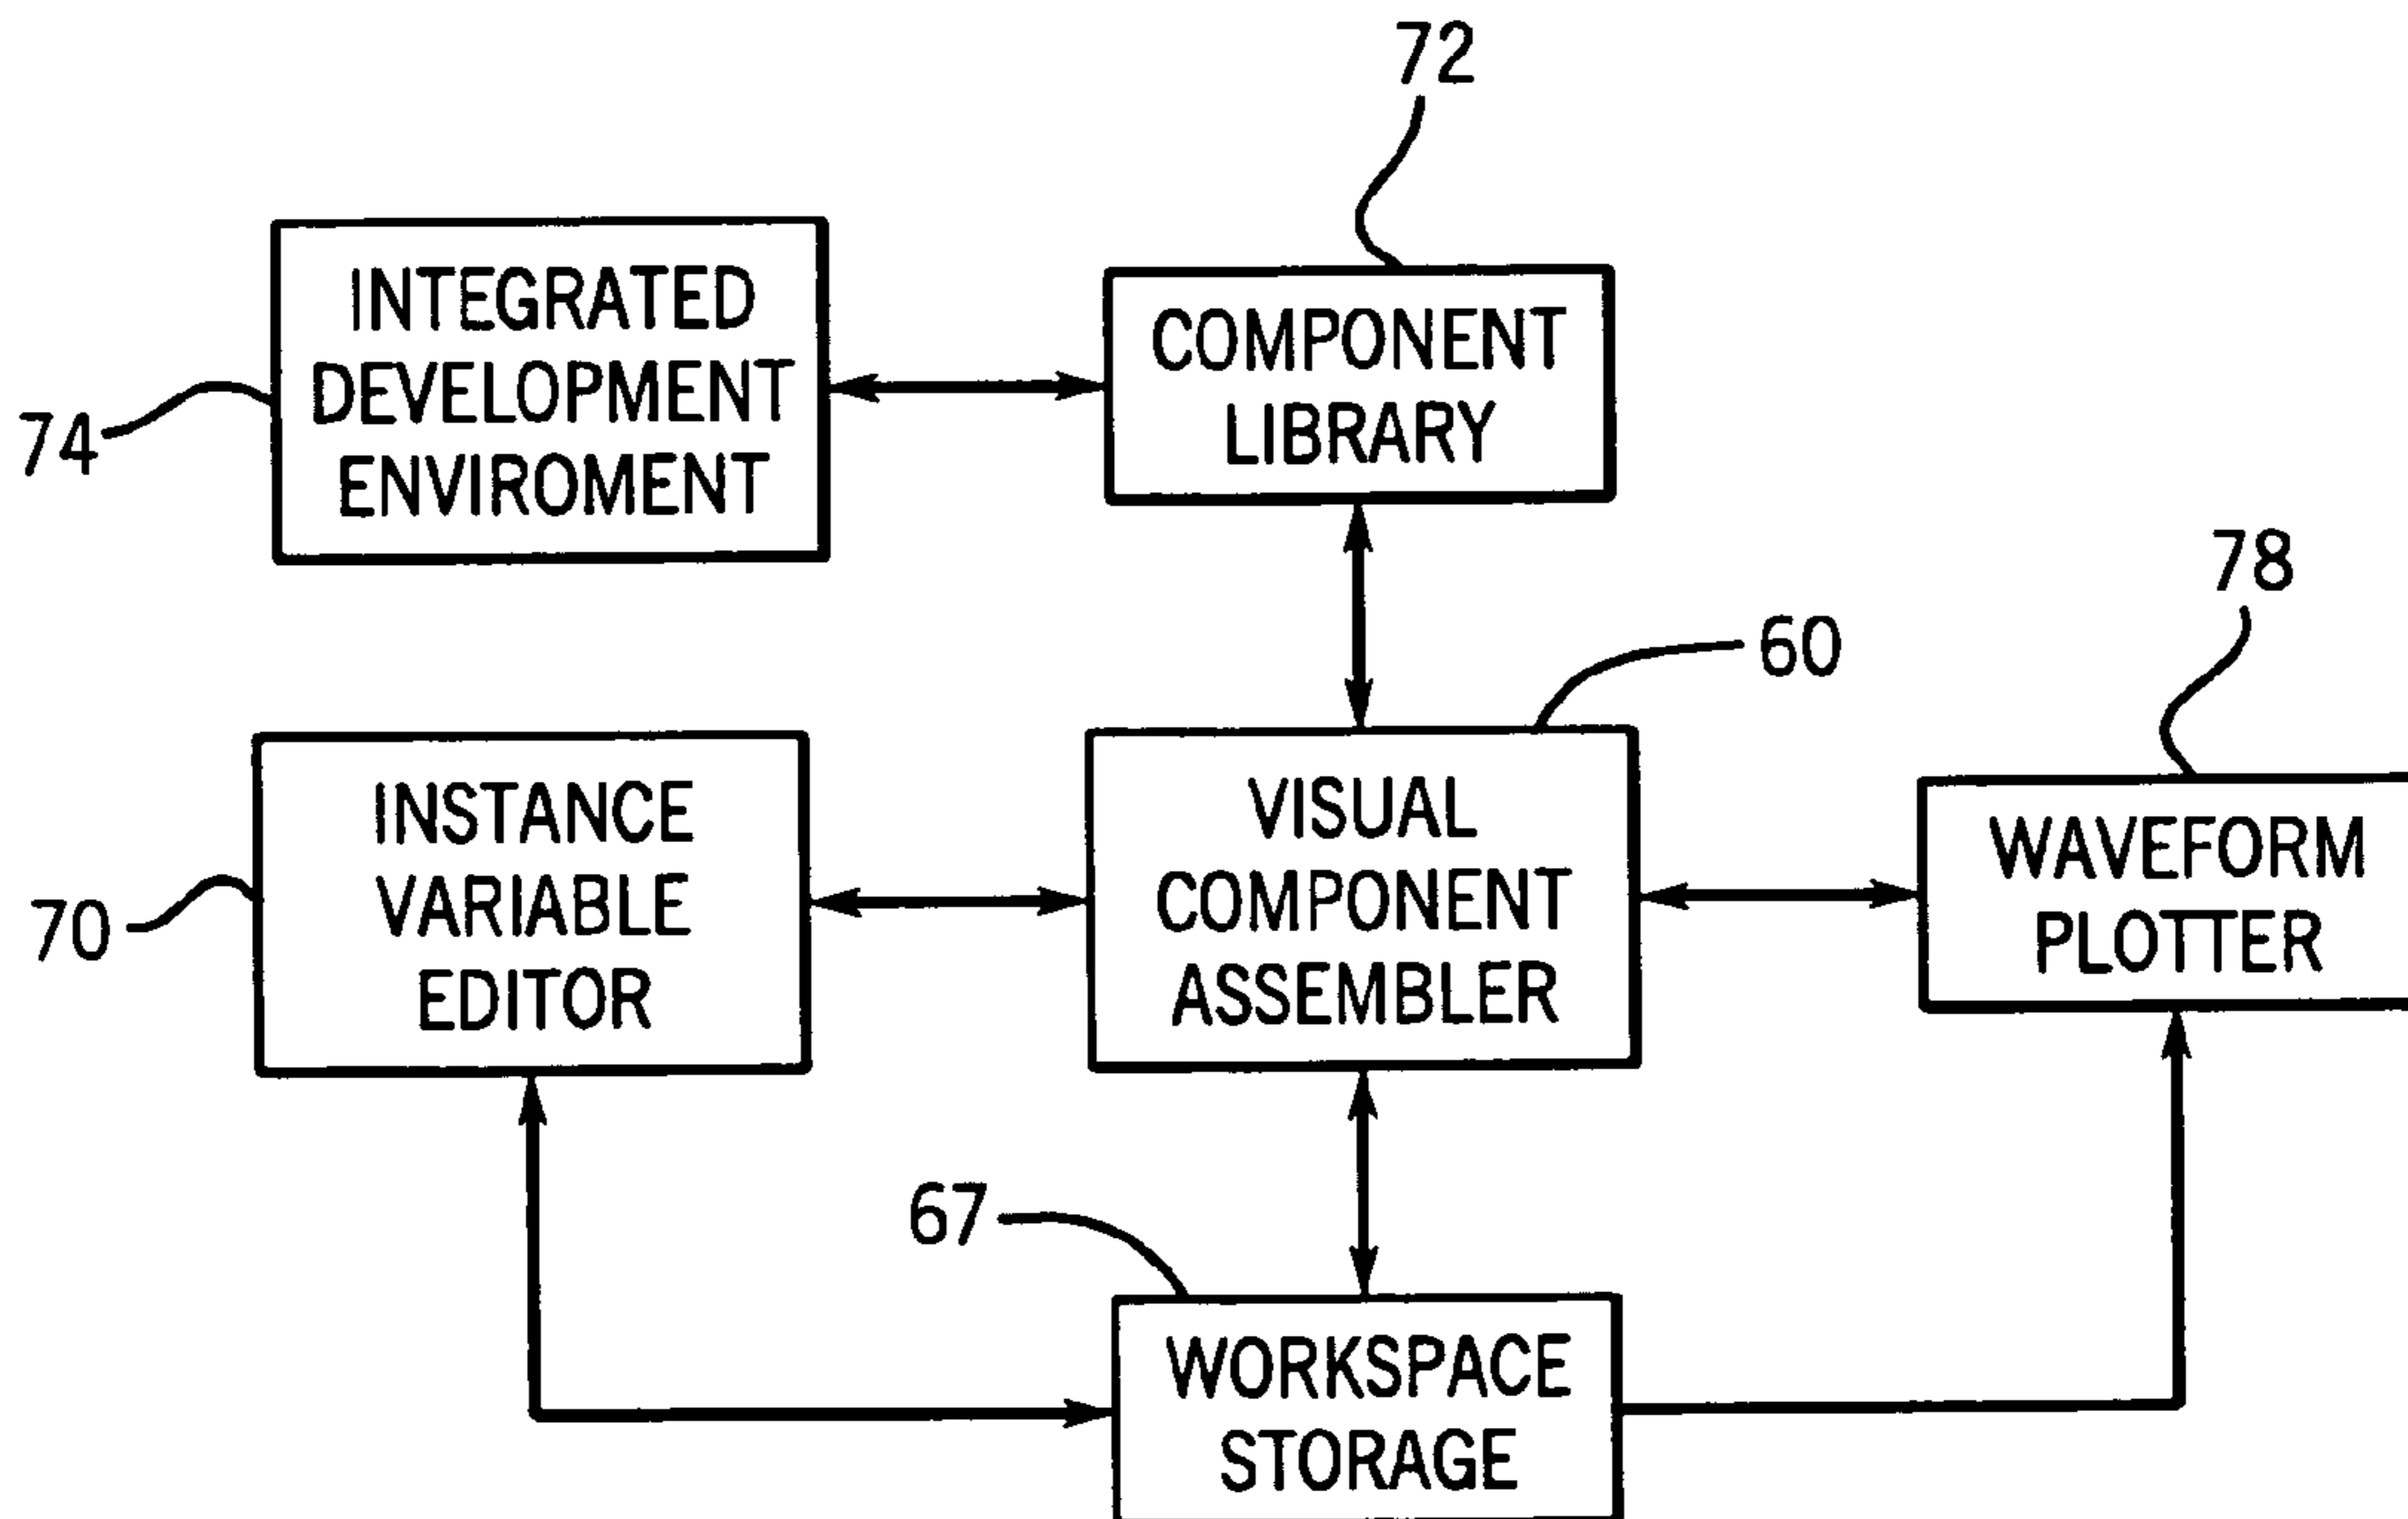 72
INTEGRATED
DEVELOPMENT
ENVIROMENT
74
COMPONENT
LIBRARY
78
60
INSTANCE
VARIABLE
EDITOR
70
VISUAL
COMPONENT
ASSEMBLER
WAVEFORM
PLOTTER
67
WORKSPACE
STORAGE